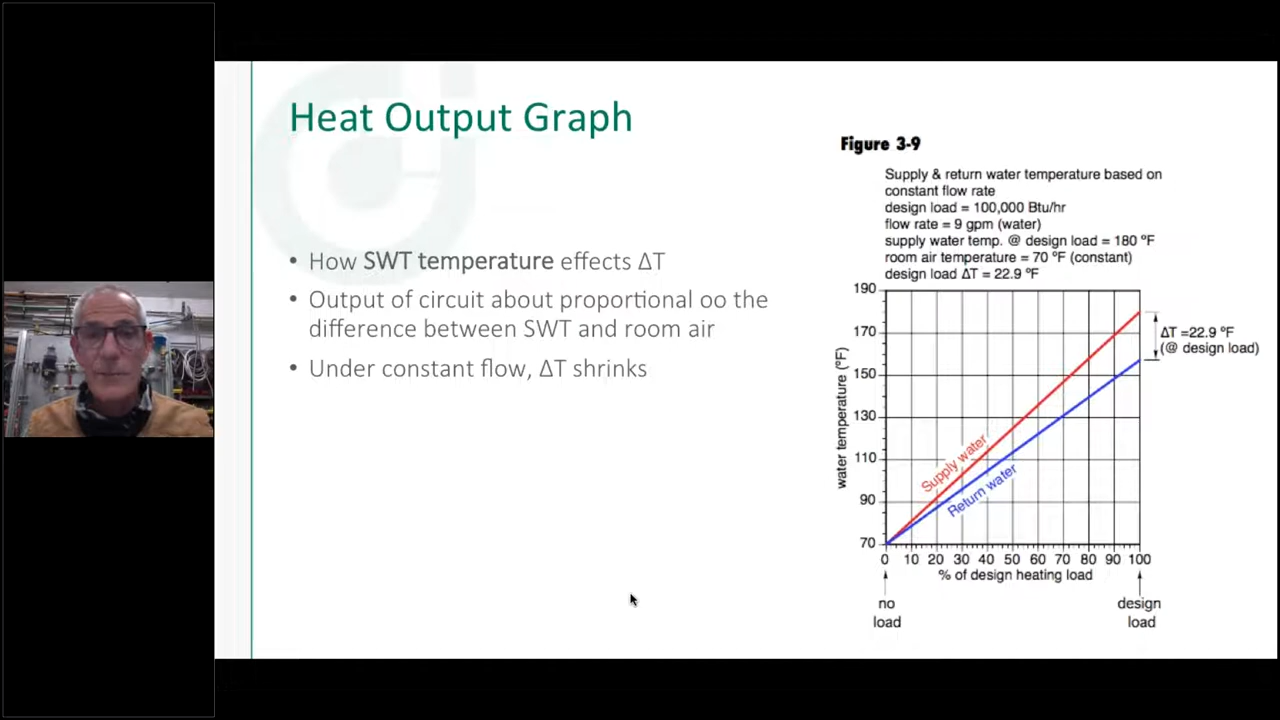 Heat Output Graph
• How SWT temperature effects ΔT
• Output of circuit about proportional oo the
difference between SWT and room air
• Under constant flow, ΔT shrinks
Figure 3-9
Supply & return water temperature based on
constant flow rate
design load = 100,000 Btu/hr
flow rate = 9 gpm (water)
supply water temp. @ design load = 180 ºF
room air temperature = 70 ºF (constant)
design load ΔT = 22.9 ºF
190
170
150
130
110
90
70
water temperature (ºF)
Supply water
Return water
ΔT =22.9 ºF
(@ design load)
0 10 20 30 40 50 60 70 80 90 100
% of design heating load
no
load
design
load